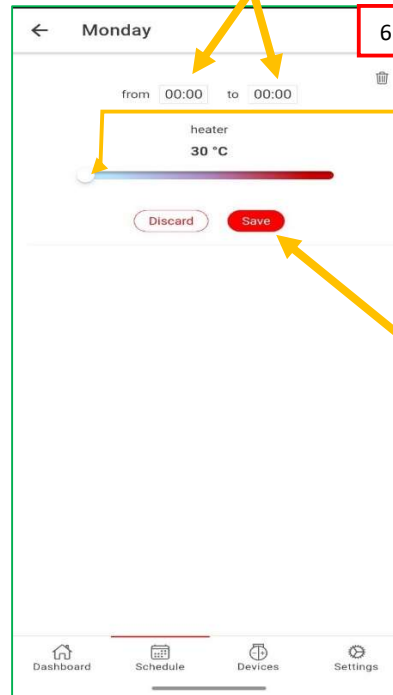 Monday
6
from 00:00 to 00:00
heater
30 °C
Discard Save
Dashboard Schedule Devices Settings